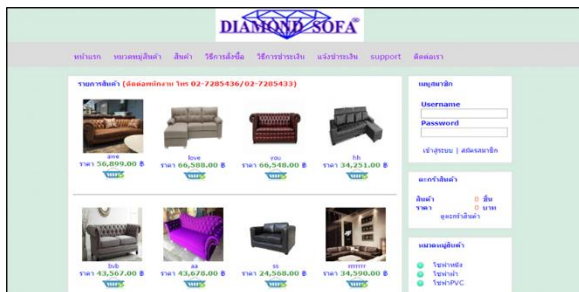 DIAMOND SOFA
หน้าแรก หมวดหมู่สินค้า สินค้า วิธีการสั่งซื้อ วิธีการชำระเงิน แจ้งชำระเงิน support ติดต่อเรา
รายการสินค้า (ติดต่อพนักงาน โทร 02-7285436/02-7285433)
ame
ราคา 56,899.00 ฿
love
ราคา 66,588.00 ฿
you
ราคา 66,548.00 ฿
hh
ราคา 34,251.00 ฿
bsb
ราคา 43,567.00 ฿
aa
ราคา 43,678.00 ฿
ss
ราคา 24,568.00 ฿
ราคา 34,590.00 ฿
เมนูสมาชิก
Username
Password
เข้าสู่ระบบ | สมัครสมาชิก
ตะกร้าสินค้า
สินค้า 0 ชิ้น
ราคา 0 บาท
ดูตะกร้าสินค้า
หมวดหมู่สินค้า
โซฟาหนัง
โซฟาผ้า
โซฟาPVC